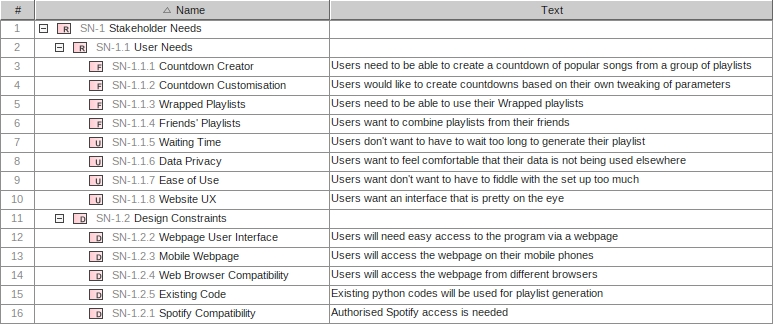 # Name Text
1 R SN-1 Stakeholder Needs
2 R SN-1.1 User Needs
3 F SN-1.1.1 Countdown Creator Users need to be able to create a countdown of popular songs from a group of playlists
4 F SN-1.1.2 Countdown Customisation Users would like to create countdowns based on their own tweaking of parameters
5 F SN-1.1.3 Wrapped Playlists Users need to be able to use their Wrapped playlists
6 F SN-1.1.4 Friends' Playlists Users want to combine playlists from their friends
7 U SN-1.1.5 Waiting Time Users don't want to have to wait too long to generate their playlist
8 U SN-1.1.6 Data Privacy Users want to feel comfortable that their data is not being used elsewhere
9 U SN-1.1.7 Ease of Use Users want don't want to have to fiddle with the set up too much
10 U SN-1.1.8 Website UX Users want an interface that is pretty on the eye
11 D SN-1.2 Design Constraints
12 D SN-1.2.2 Webpage User Interface Users will need easy access to the program via a webpage
13 D SN-1.2.3 Mobile Webpage Users will access the webpage on their mobile phones
14 D SN-1.2.4 Web Browser Compatibility Users will access the webpage from different browsers
15 D SN-1.2.5 Existing Code Existing python codes will be used for playlist generation
16 D SN-1.2.1 Spotify Compatibility Authorised Spotify access is needed